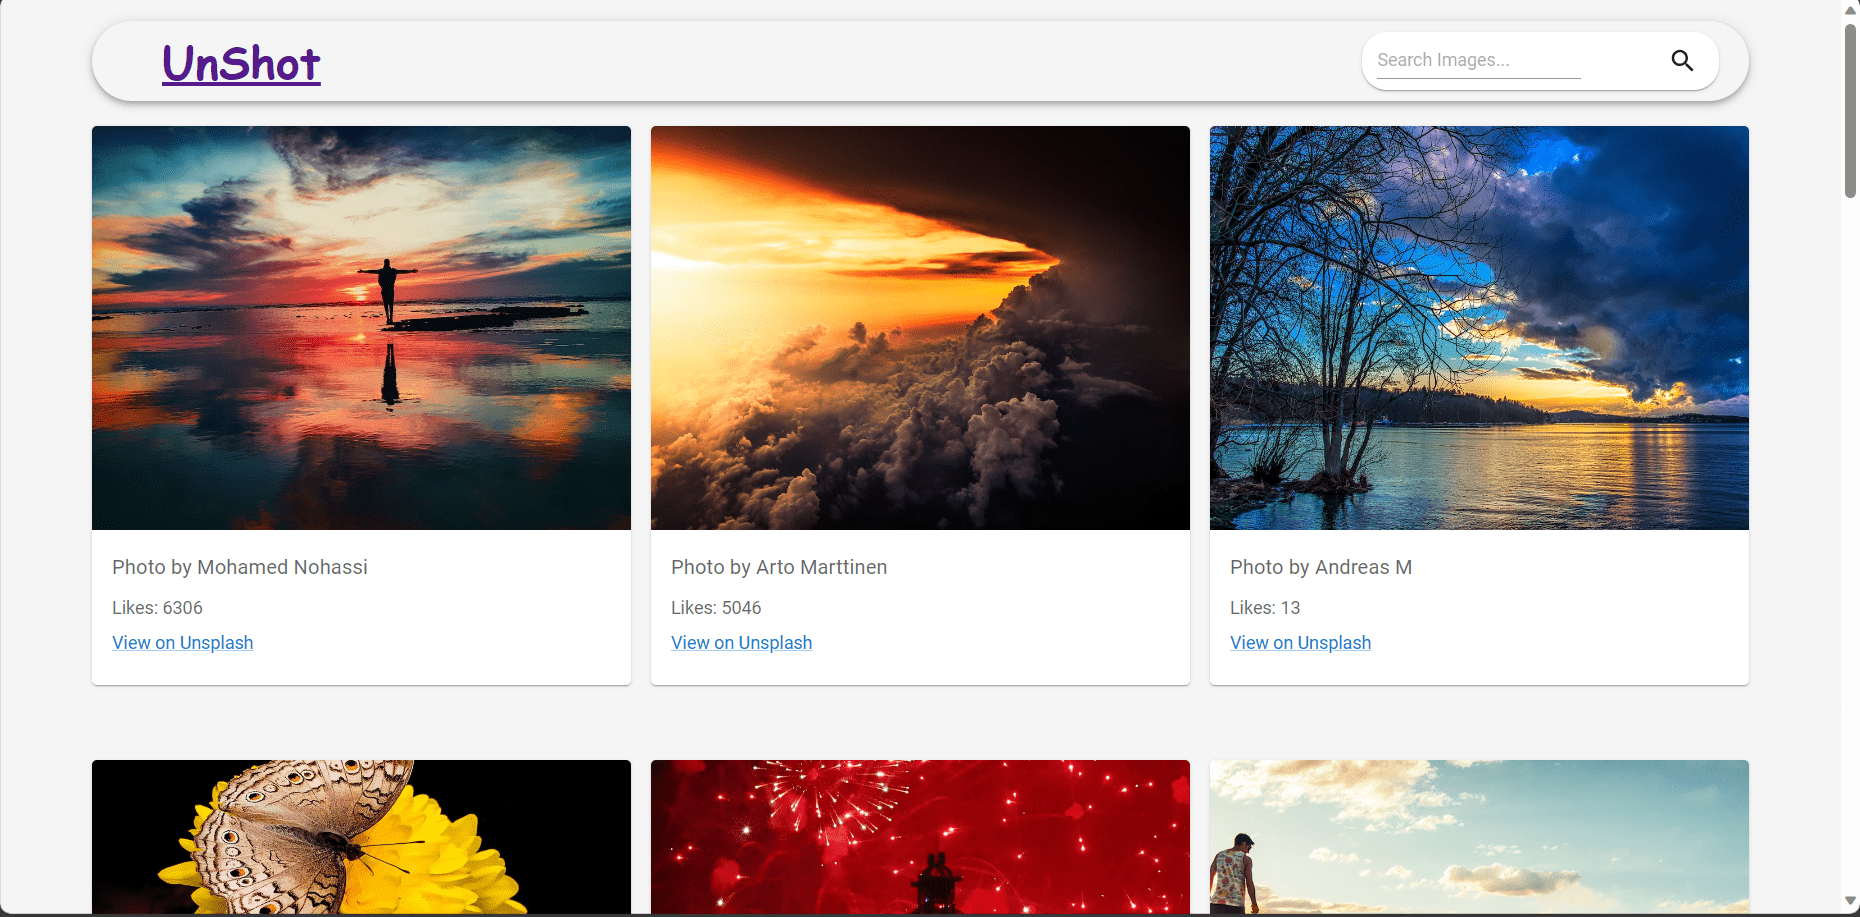 UnShot
Search Images...
Photo by Mohamed Nohassi
Likes: 6306
View on Unsplash
Photo by Arto Marttinen
Likes: 5046
View on Unsplash
Photo by Andreas M
Likes: 13
View on Unsplash